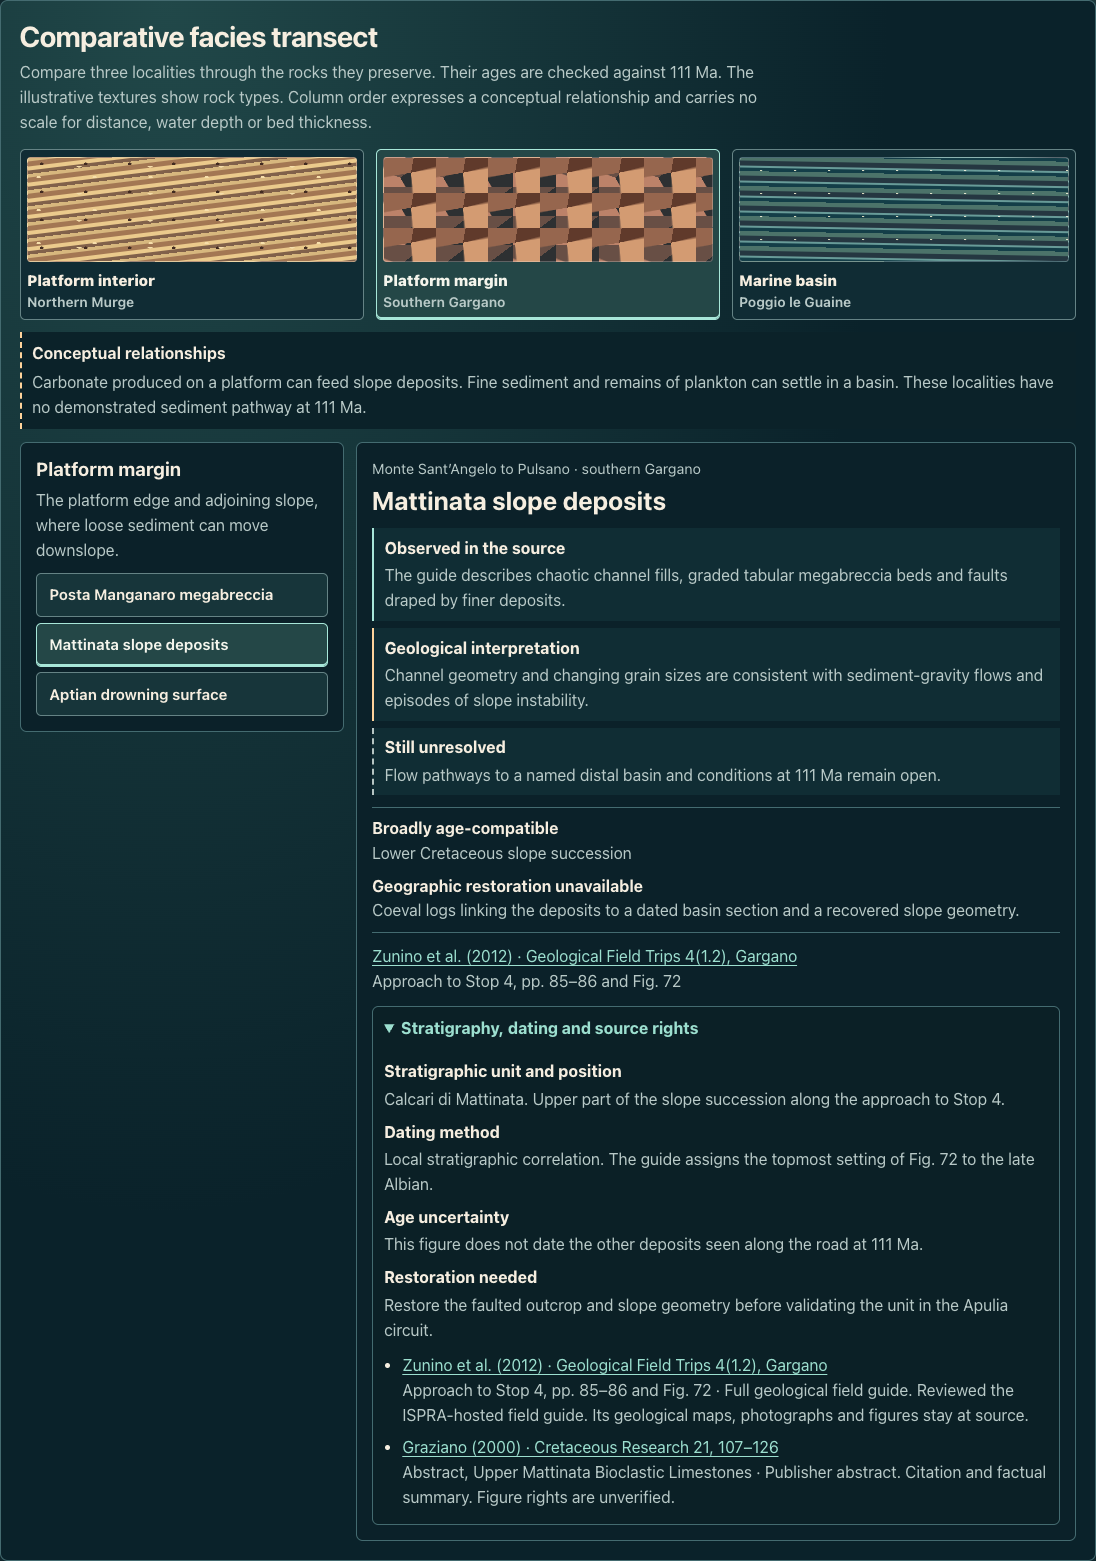 Comparative facies transect
Compare three localities through the rocks they preserve. Their ages are checked against 111 Ma. The
illustrative textures show rock types. Column order expresses a conceptual relationship and carries no
scale for distance, water depth or bed thickness.
Platform interior
Northern Murge
Platform margin
Southern Gargano
Marine basin
Poggio le Guaine
Conceptual relationships
Carbonate produced on a platform can feed slope deposits. Fine sediment and remains of plankton can settle in a basin. These localities have
no demonstrated sediment pathway at 111 Ma.
Platform margin
The platform edge and adjoining slope,
where loose sediment can move
downslope.
Posta Manganaro megabreccia
Mattinata slope deposits
Aptian drowning surface
Monte Sant’Angelo to Pulsano · southern Gargano
Mattinata slope deposits
Observed in the source
The guide describes chaotic channel fills, graded tabular megabreccia beds and faults
draped by finer deposits.
Geological interpretation
Channel geometry and changing grain sizes are consistent with sediment-gravity flows and
episodes of slope instability.
Still unresolved
Flow pathways to a named distal basin and conditions at 111 Ma remain open.
Broadly age-compatible
Lower Cretaceous slope succession
Geographic restoration unavailable
Coeval logs linking the deposits to a dated basin section and a recovered slope geometry.
Zunino et al. (2012) · Geological Field Trips 4(1.2), Gargano
Approach to Stop 4, pp. 85–86 and Fig. 72
▼ Stratigraphy, dating and source rights
Stratigraphic unit and position
Calcari di Mattinata. Upper part of the slope succession along the approach to Stop 4.
Dating method
Local stratigraphic correlation. The guide assigns the topmost setting of Fig. 72 to the late
Albian.
Age uncertainty
This figure does not date the other deposits seen along the road at 111 Ma.
Restoration needed
Restore the faulted outcrop and slope geometry before validating the unit in the Apulia
circuit.
• Zunino et al. (2012) · Geological Field Trips 4(1.2), Gargano
Approach to Stop 4, pp. 85–86 and Fig. 72 · Full geological field guide. Reviewed the
ISPRA-hosted field guide. Its geological maps, photographs and figures stay at source.
• Graziano (2000) · Cretaceous Research 21, 107–126
Abstract, Upper Mattinata Bioclastic Limestones · Publisher abstract. Citation and factual
summary. Figure rights are unverified.